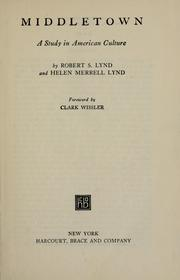 MIDDLETOWN
A Study in American Culture
by ROBERT S. LYND
and HELEN MERRELL LYND
Foreword by
CLARK WISSLER
NEW YORK
HARCOURT, BRACE AND COMPANY